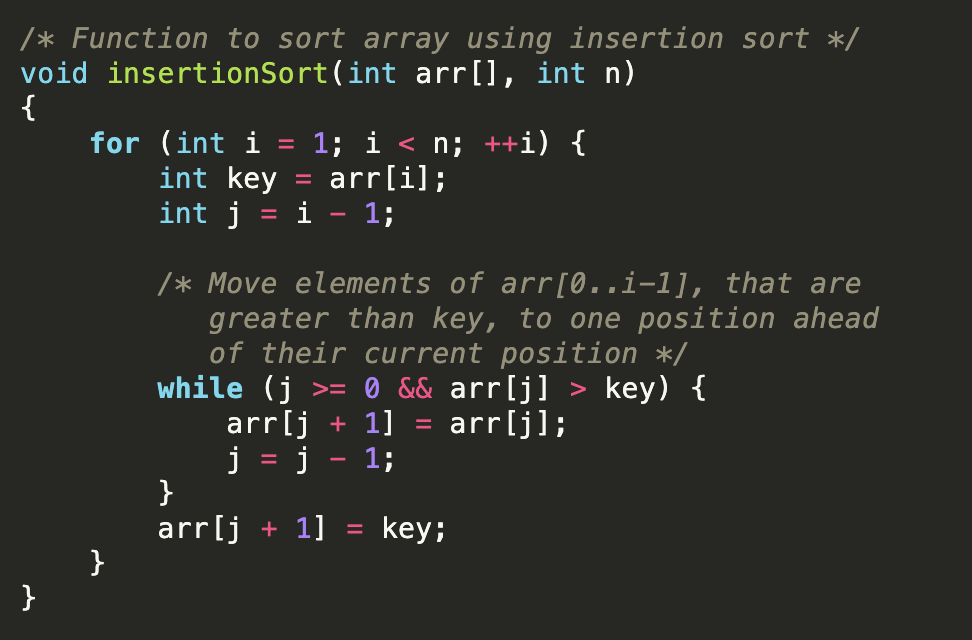 /* Function to sort array using insertion sort */
void insertionSort(int arr[], int n)
{
    for (int i = 1; i < n; ++i) {
        int key = arr[i];
        int j = i - 1;

        /* Move elements of arr[0..i-1], that are
           greater than key, to one position ahead
           of their current position */
        while (j >= 0 && arr[j] > key) {
            arr[j + 1] = arr[j];
            j = j - 1;
        }
        arr[j + 1] = key;
    }
}